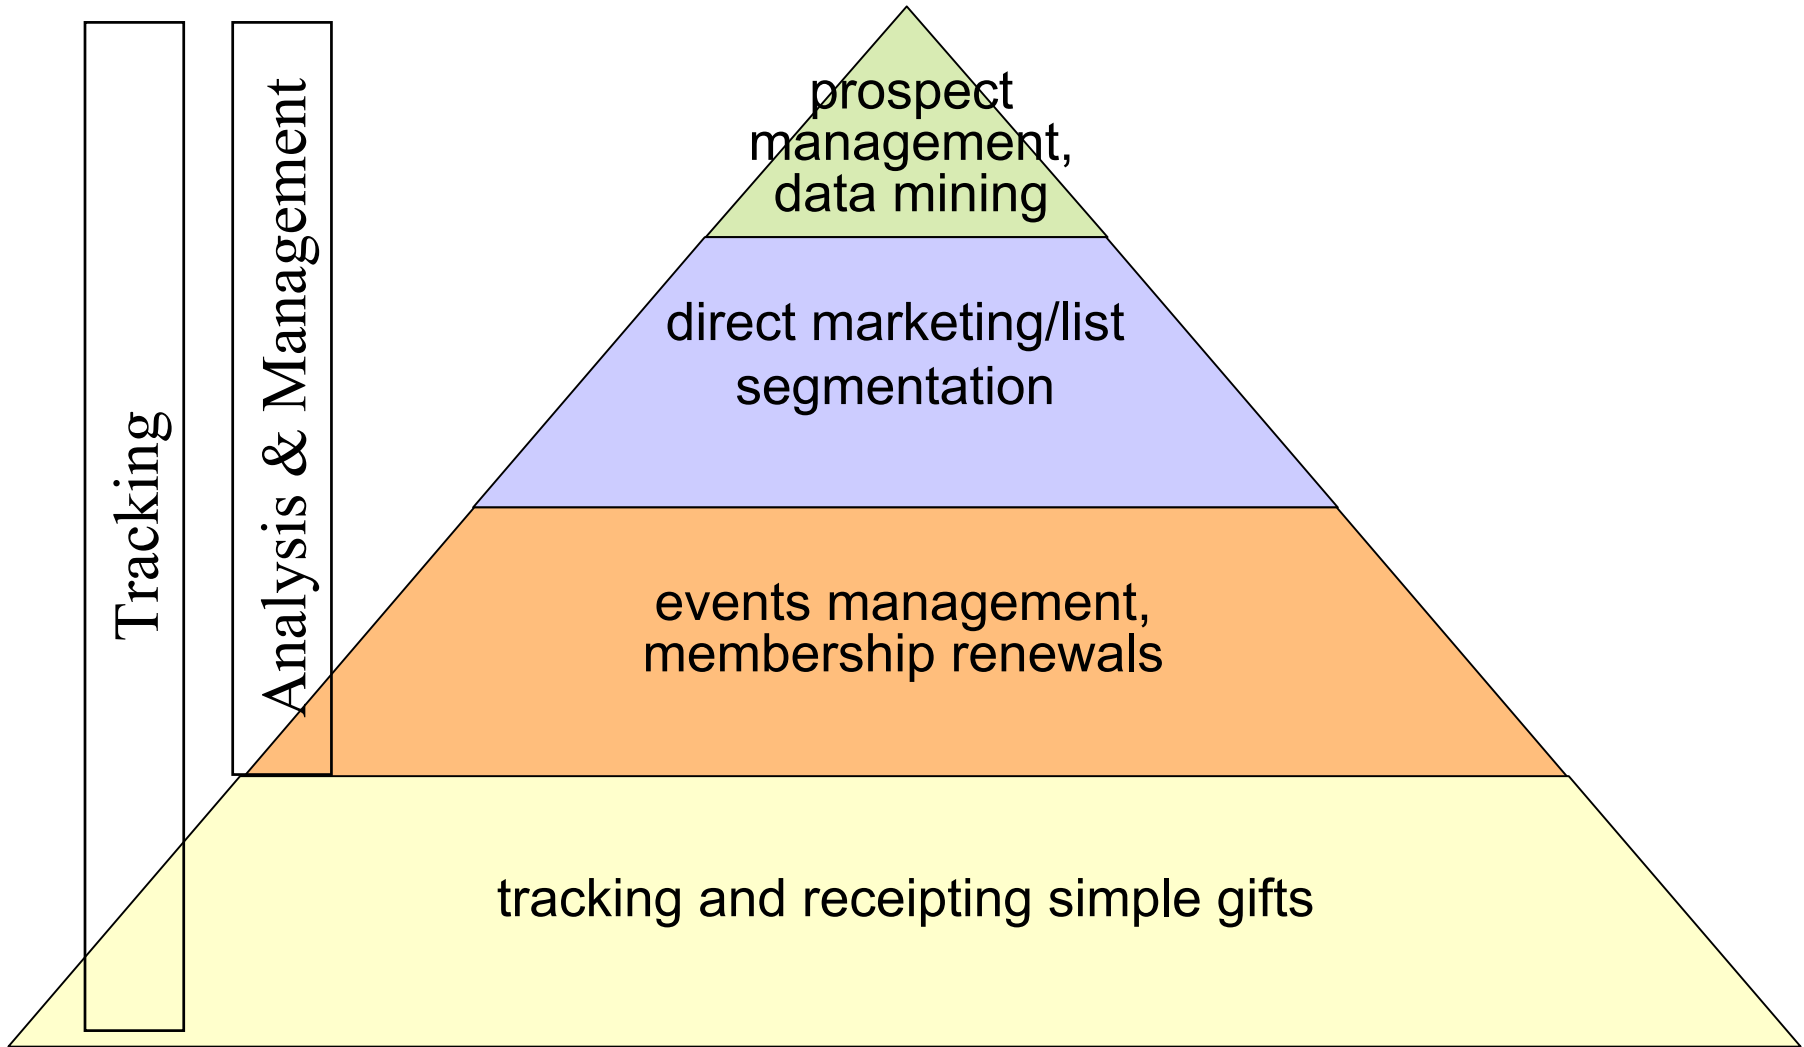 Tracking
Analysis & Management
prospect
management,
data mining
direct marketing/list
segmentation
events management,
membership renewals
tracking and receipting simple gifts